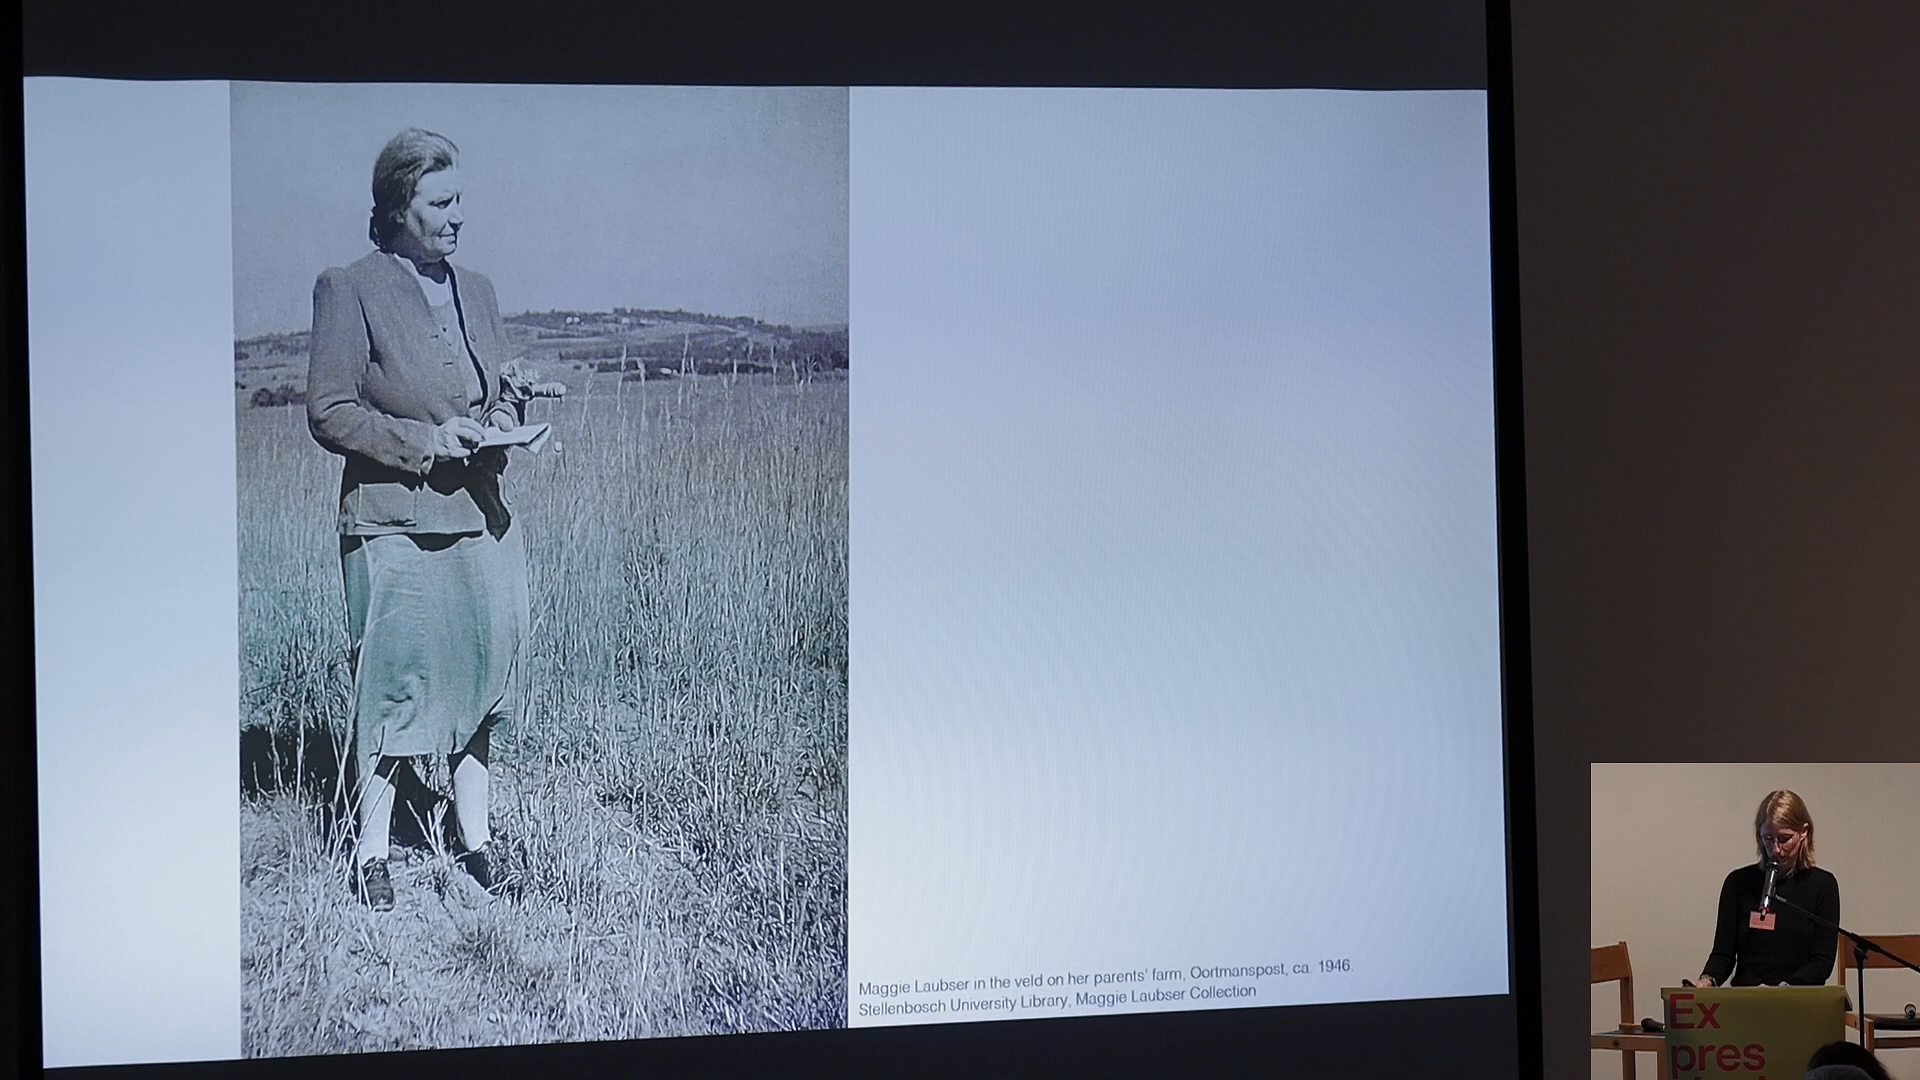 Maggie Laubser in the veld on her parents' farm, Oortmanspost, ca. 1946.
Stellenbosch University Library, Maggie Laubser Collection
Ex
pres